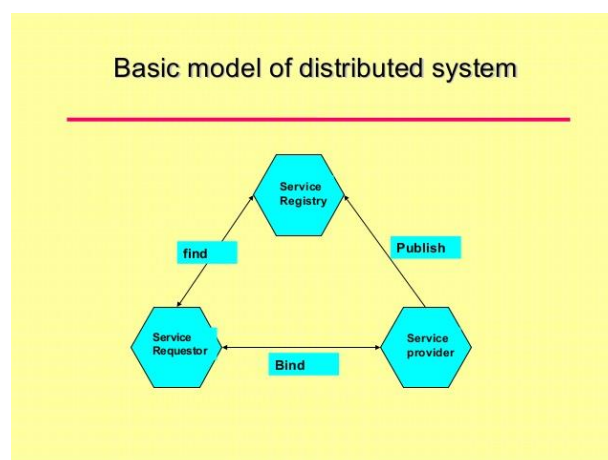 Basic model of distributed system
Service
Registry
find
Publish
Service
Requestor
Service
provider
Bind